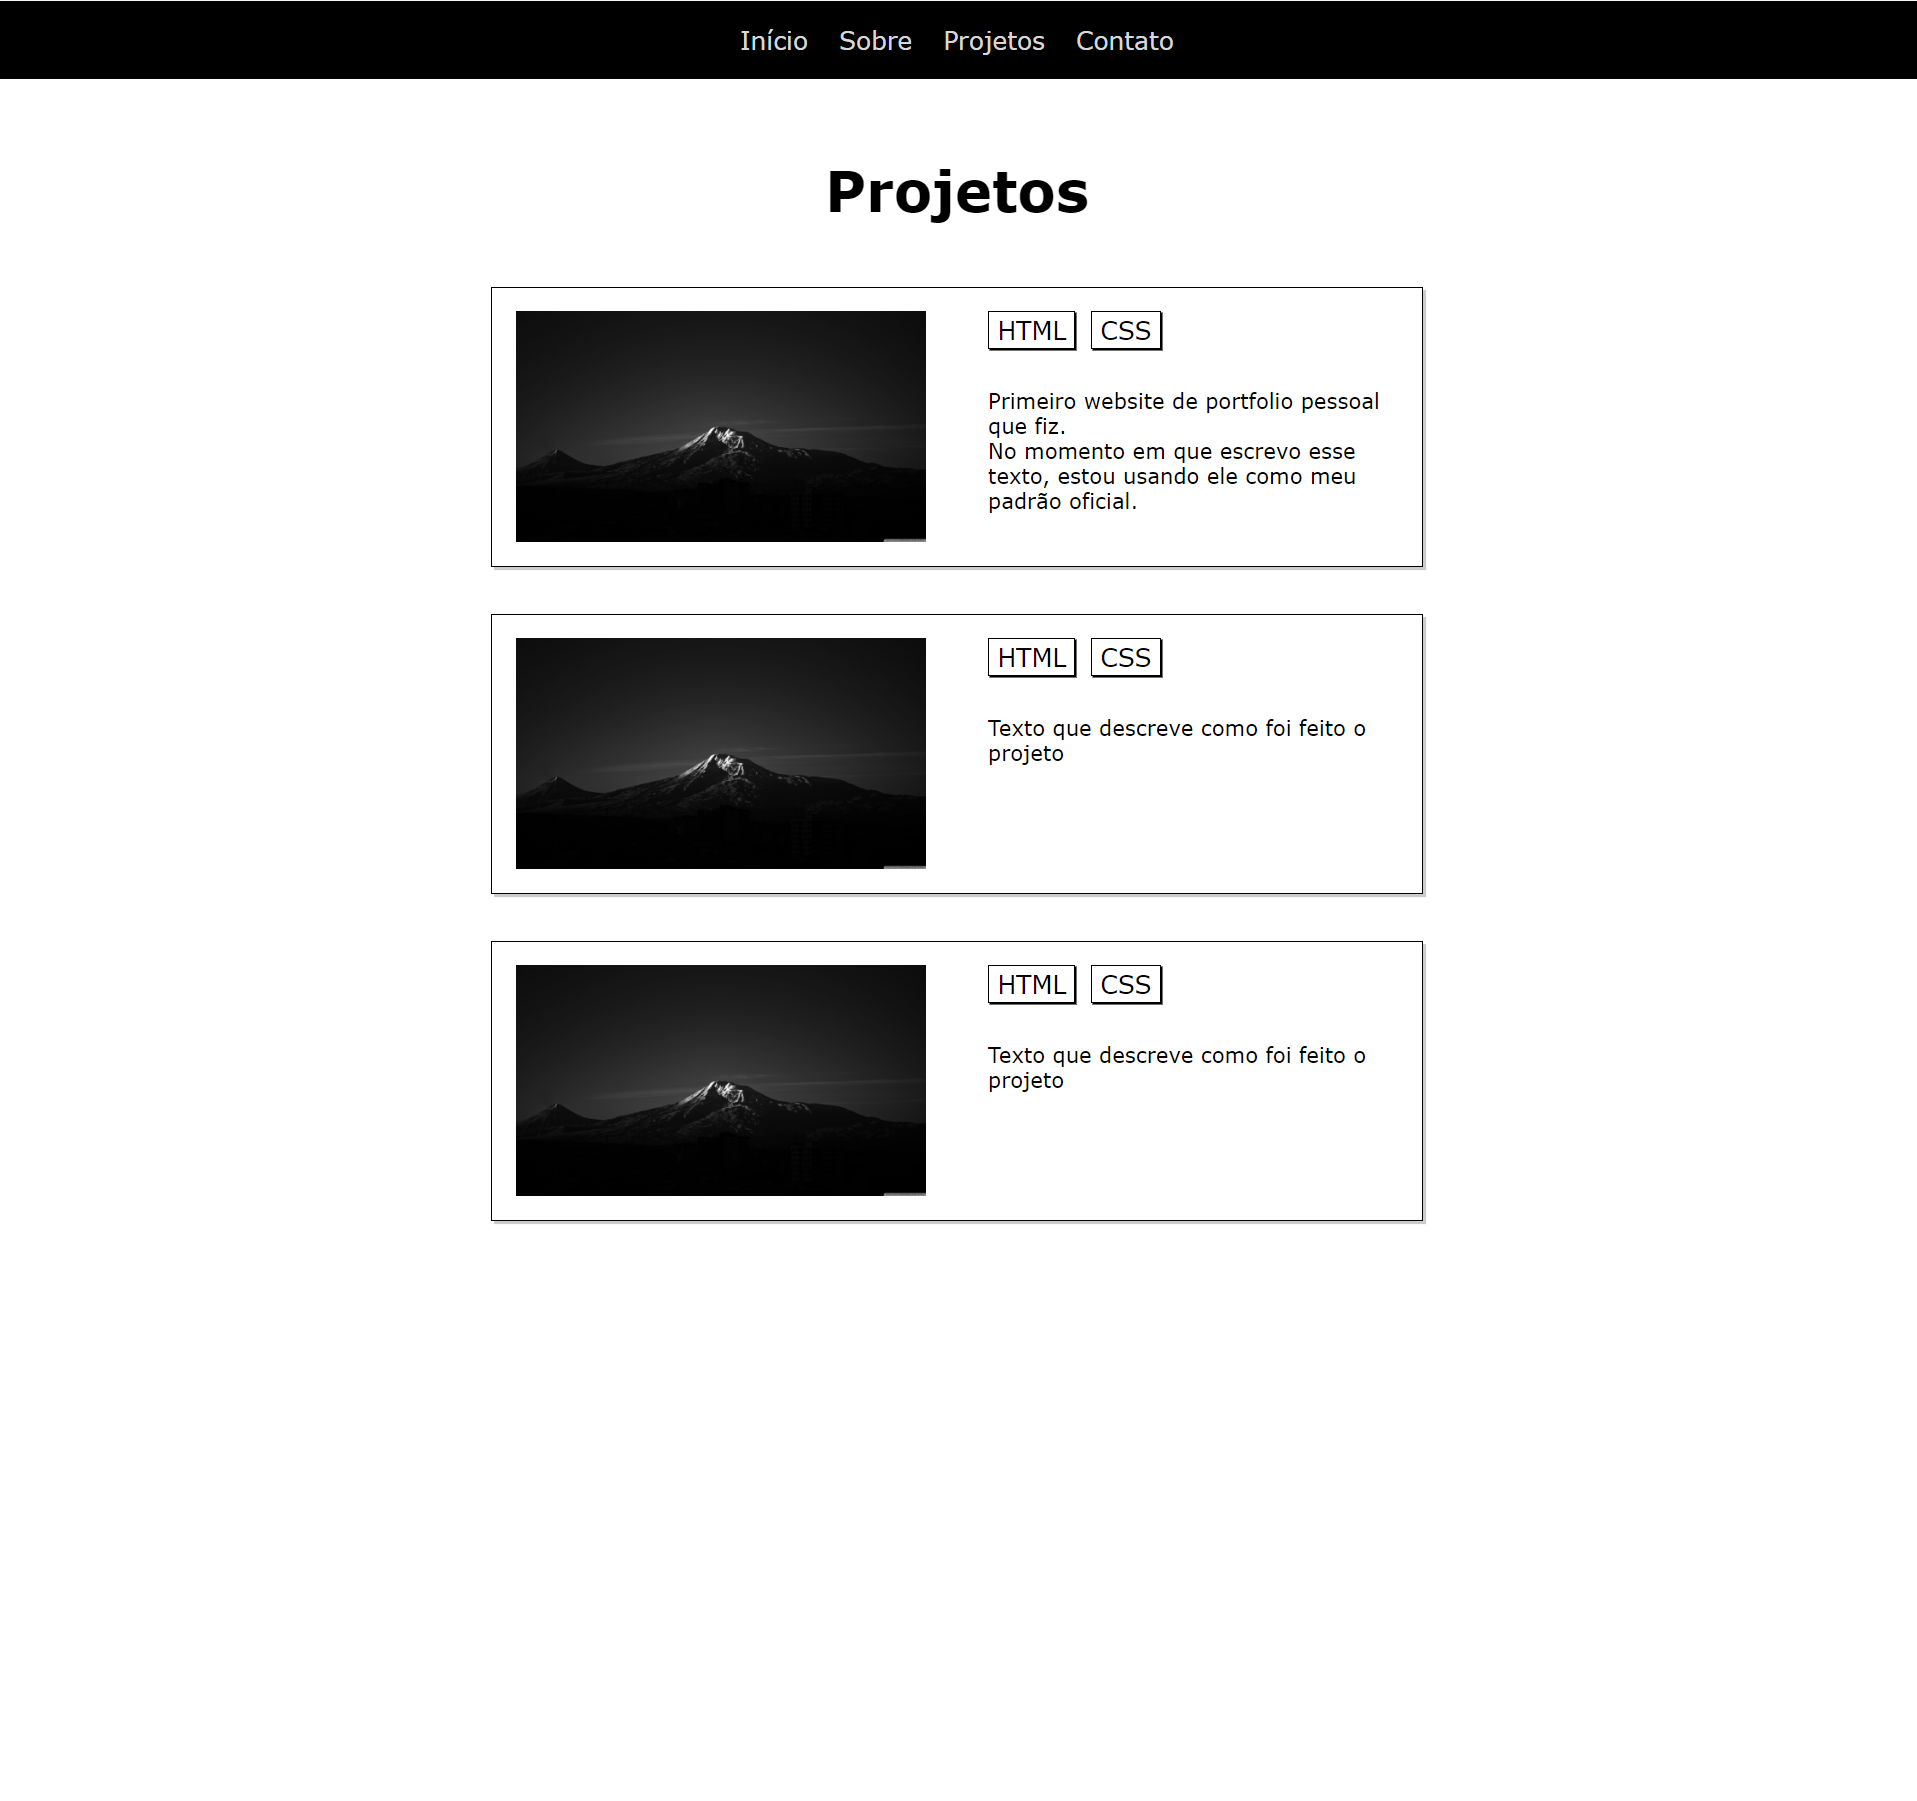 Início Sobre Projetos Contato
Projetos
HTML CSS
Primeiro website de portfolio pessoal
que fiz.
No momento em que escrevo esse
texto, estou usando ele como meu
padrão oficial.
HTML CSS
Texto que descreve como foi feito o
projeto
HTML CSS
Texto que descreve como foi feito o
projeto